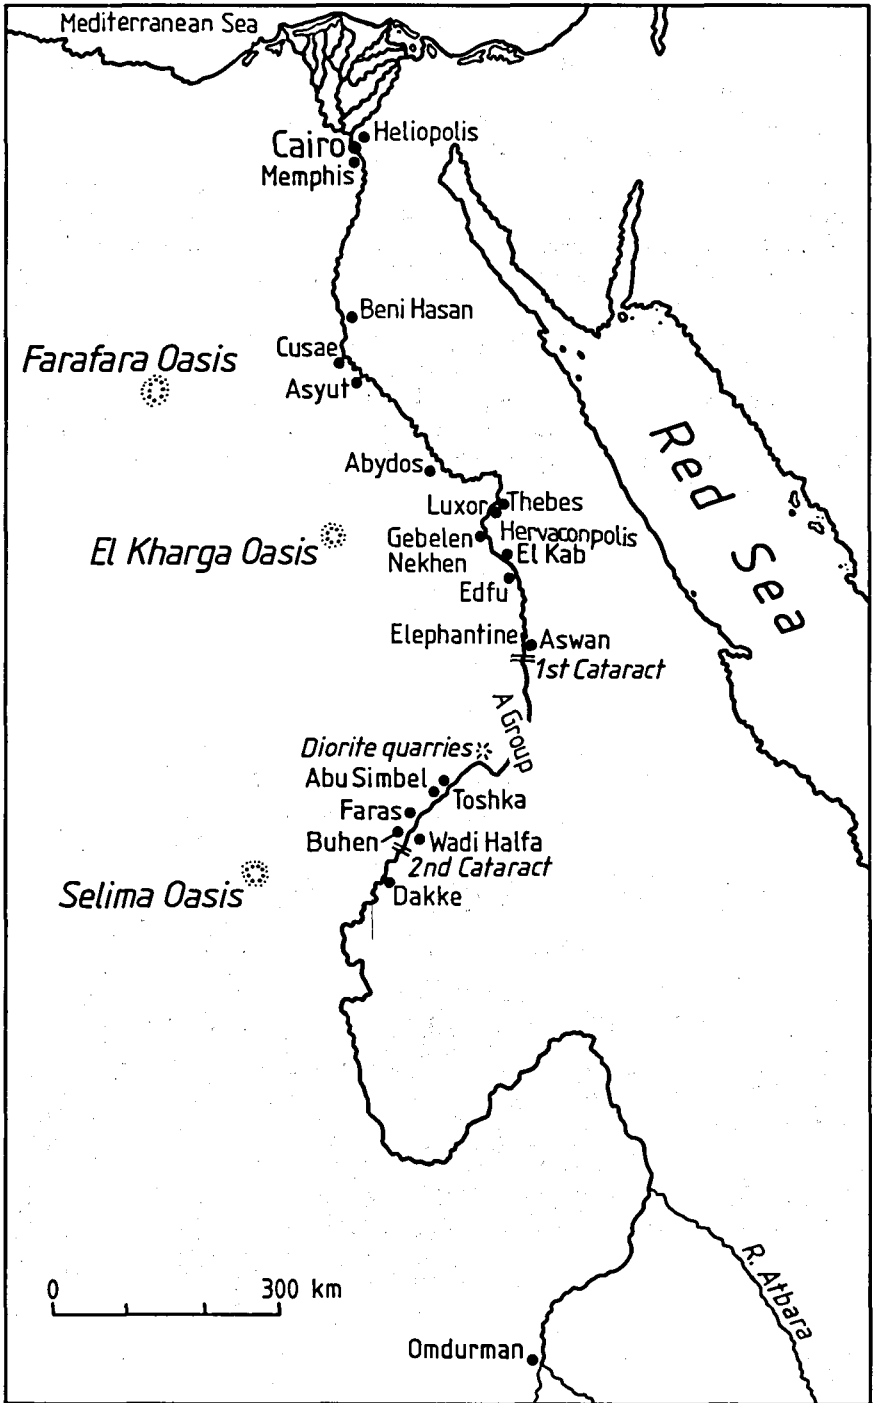 Mediterranean Sea
Heliopolis
Cairo
Memphis
Beni Hasan
Cusae
Farafara Oasis
Asyut
Red Sea
Abydos
Thebes
Luxor
Hervaconpolis
Gebelen
El Kharga Oasis
El Kab
Nekhen
Edfu
Elephantine
Aswan
1st Cataract
A Group
Diorite quarries
Abu Simbel
Toshka
Faras
Buhen
Wadi Halfa
2nd Cataract
Selima Oasis
Dakke
R. Atbara
0 300 km
Omdurman